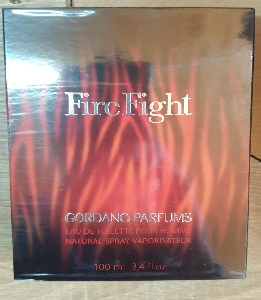 Fire Fight
GORDANO PARFUMS
EAU DE TOILETTE POUR HOMME
NATURAL SPRAY VAPORISATEUR
100 ml 3.4 fl.oz